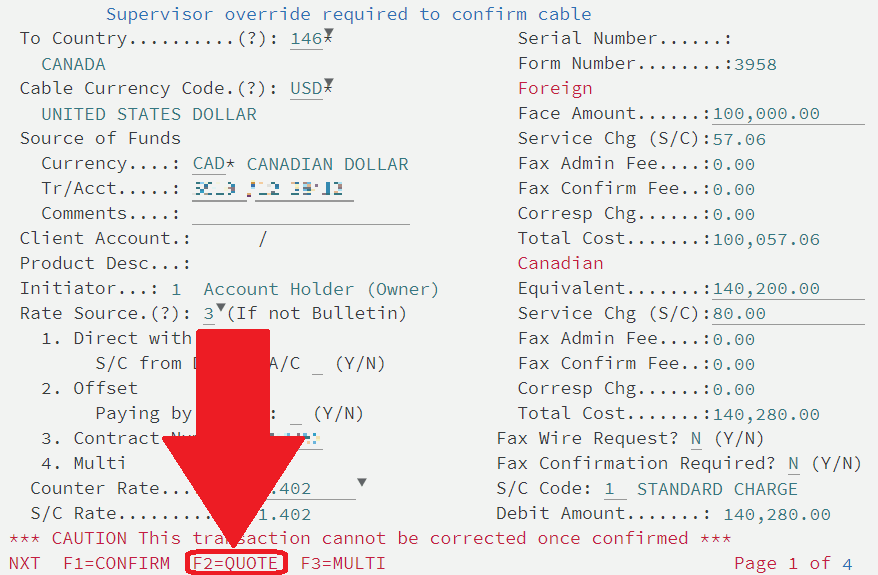 Supervisor override required to confirm cable
To Country..........(?): 146* Serial Number......:
CANADA Form Number........:3958
Cable Currency Code.(?): USD* Foreign
UNITED STATES DOLLAR Face Amount......:100,000.00
Source of Funds Service Chg (S/C):57.06
Currency....: CAD* CANADIAN DOLLAR Fax Admin Fee....:0.00
Tr/Acct.....: Fax Confirm Fee..:0.00
Comments....: Corresp Chg......:0.00
Client Account.: / Total Cost.......:100,057.06
Product Desc...: Canadian
Initiator...: 1 Account Holder (Owner) Equivalent.......:140,200.00
Rate Source.(?): 3 (If not Bulletin) Service Chg (S/C):80.00
1. Direct with Fax Admin Fee....:0.00
S/C from A/C _ (Y/N) Fax Confirm Fee..:0.00
2. Offset Corresp Chg......:0.00
Paying by : _ (Y/N) Total Cost.......:140,280.00
3. Contract Fax Wire Request? N (Y/N)
4. Multi Fax Confirmation Required? N (Y/N)
Counter Rate... .402 S/C Code: 1 STANDARD CHARGE
S/C Rate........ 1.402 Debit Amount.......: 140,280.00
*** CAUTION This transaction cannot be corrected once confirmed ***
NXT F1=CONFIRM F2=QUOTE F3=MULTI Page 1 of 4